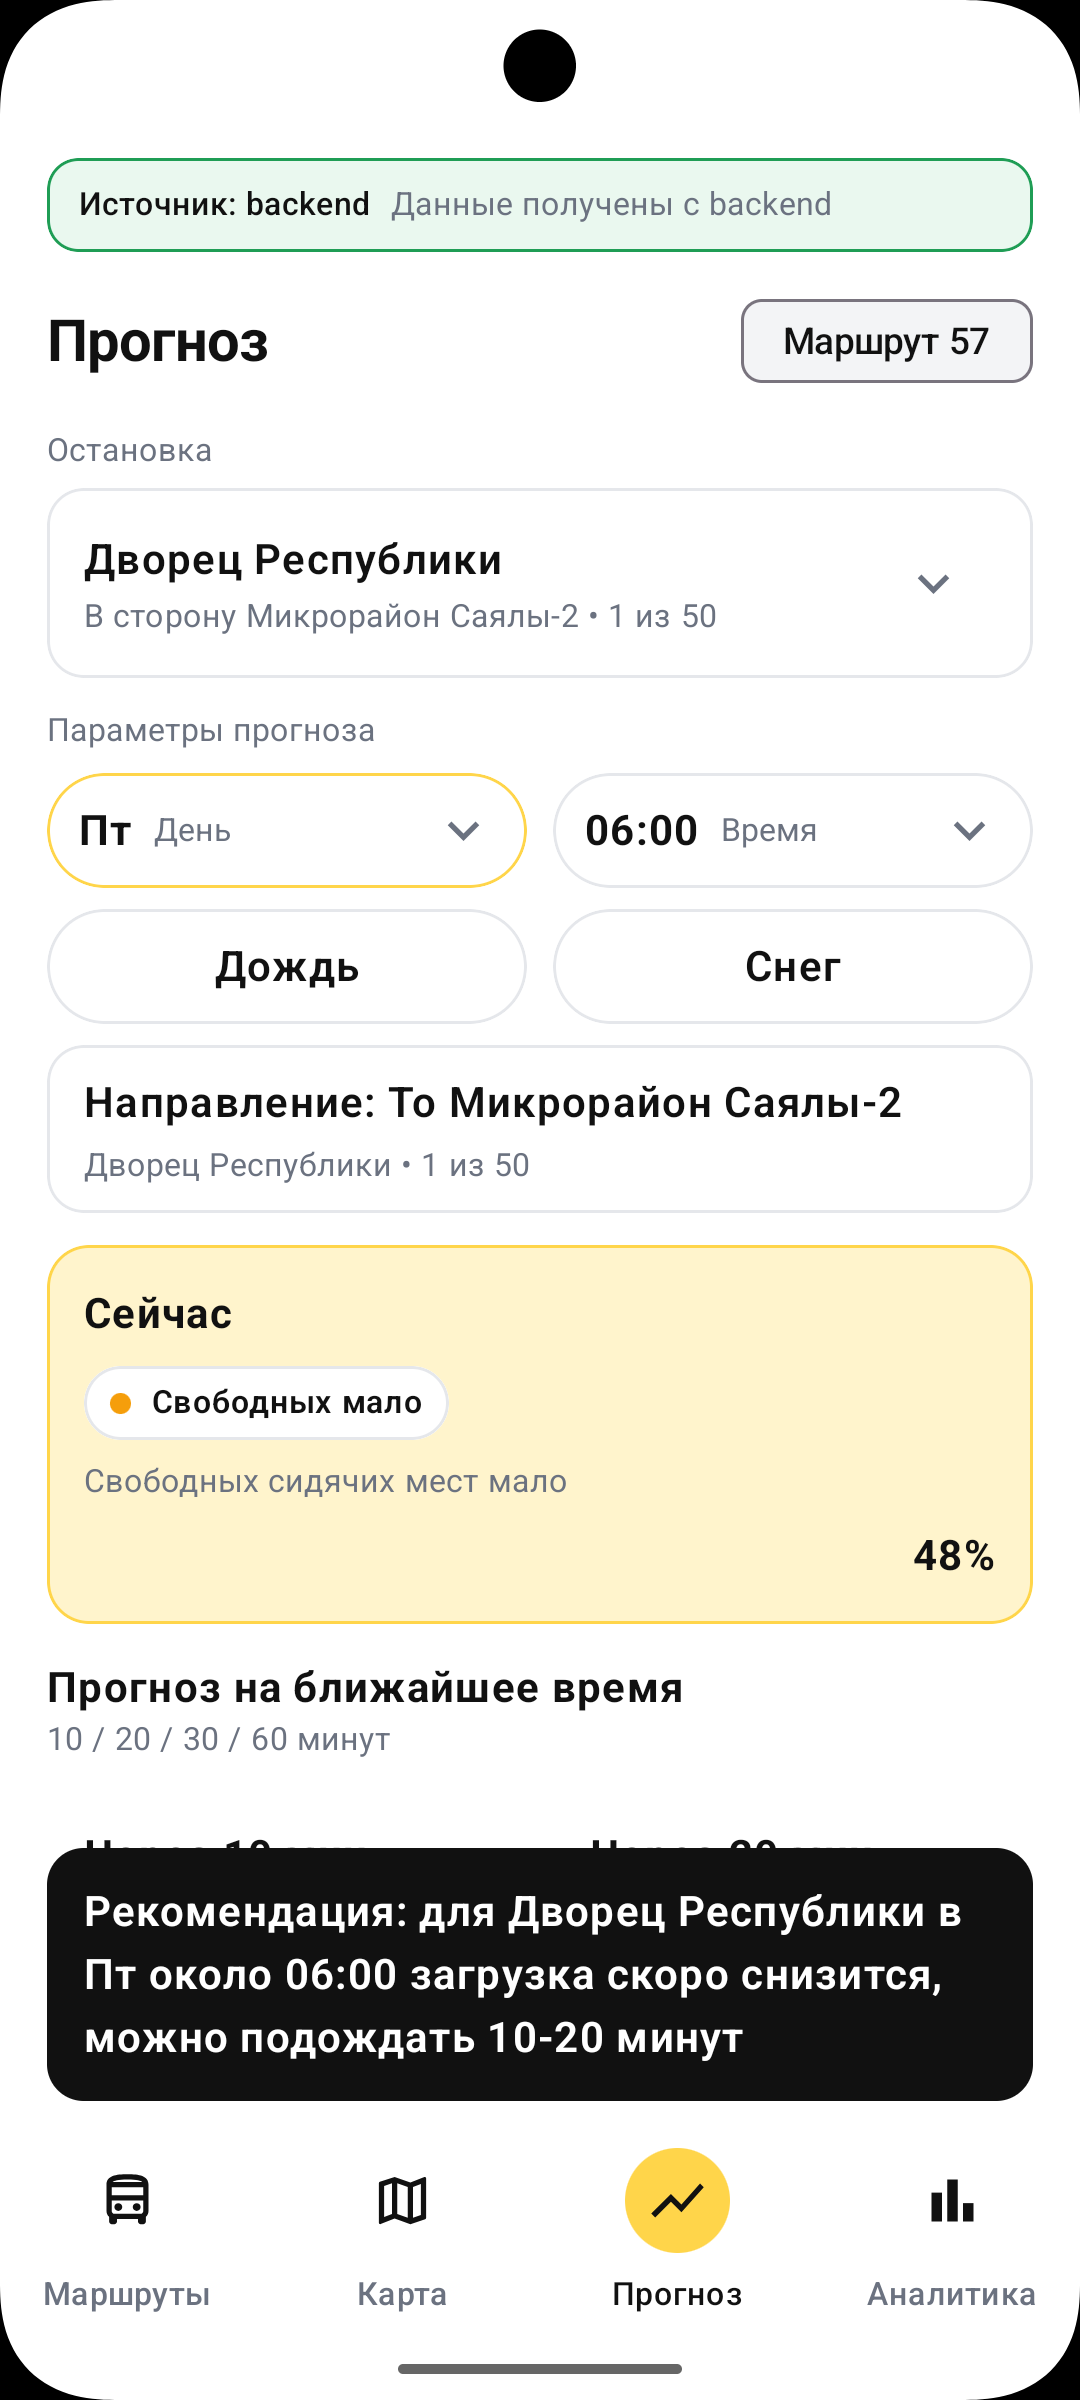 Источник: backend Данные получены с backend
Прогноз
Маршрут 57
Остановка
Дворец Республики
В сторону Микрорайон Саялы-2 • 1 из 50
Параметры прогноза
Пт День
06:00 Время
Дождь
Снег
Направление: То Микрорайон Саялы-2
Дворец Республики • 1 из 50
Сейчас
Свободных мало
Свободных сидячих мест мало
48%
Прогноз на ближайшее время
10 / 20 / 30 / 60 минут
Рекомендация: для Дворец Республики в
Пт около 06:00 загрузка скоро снизится,
можно подождать 10-20 минут
Маршруты
Карта
Прогноз
Аналитика